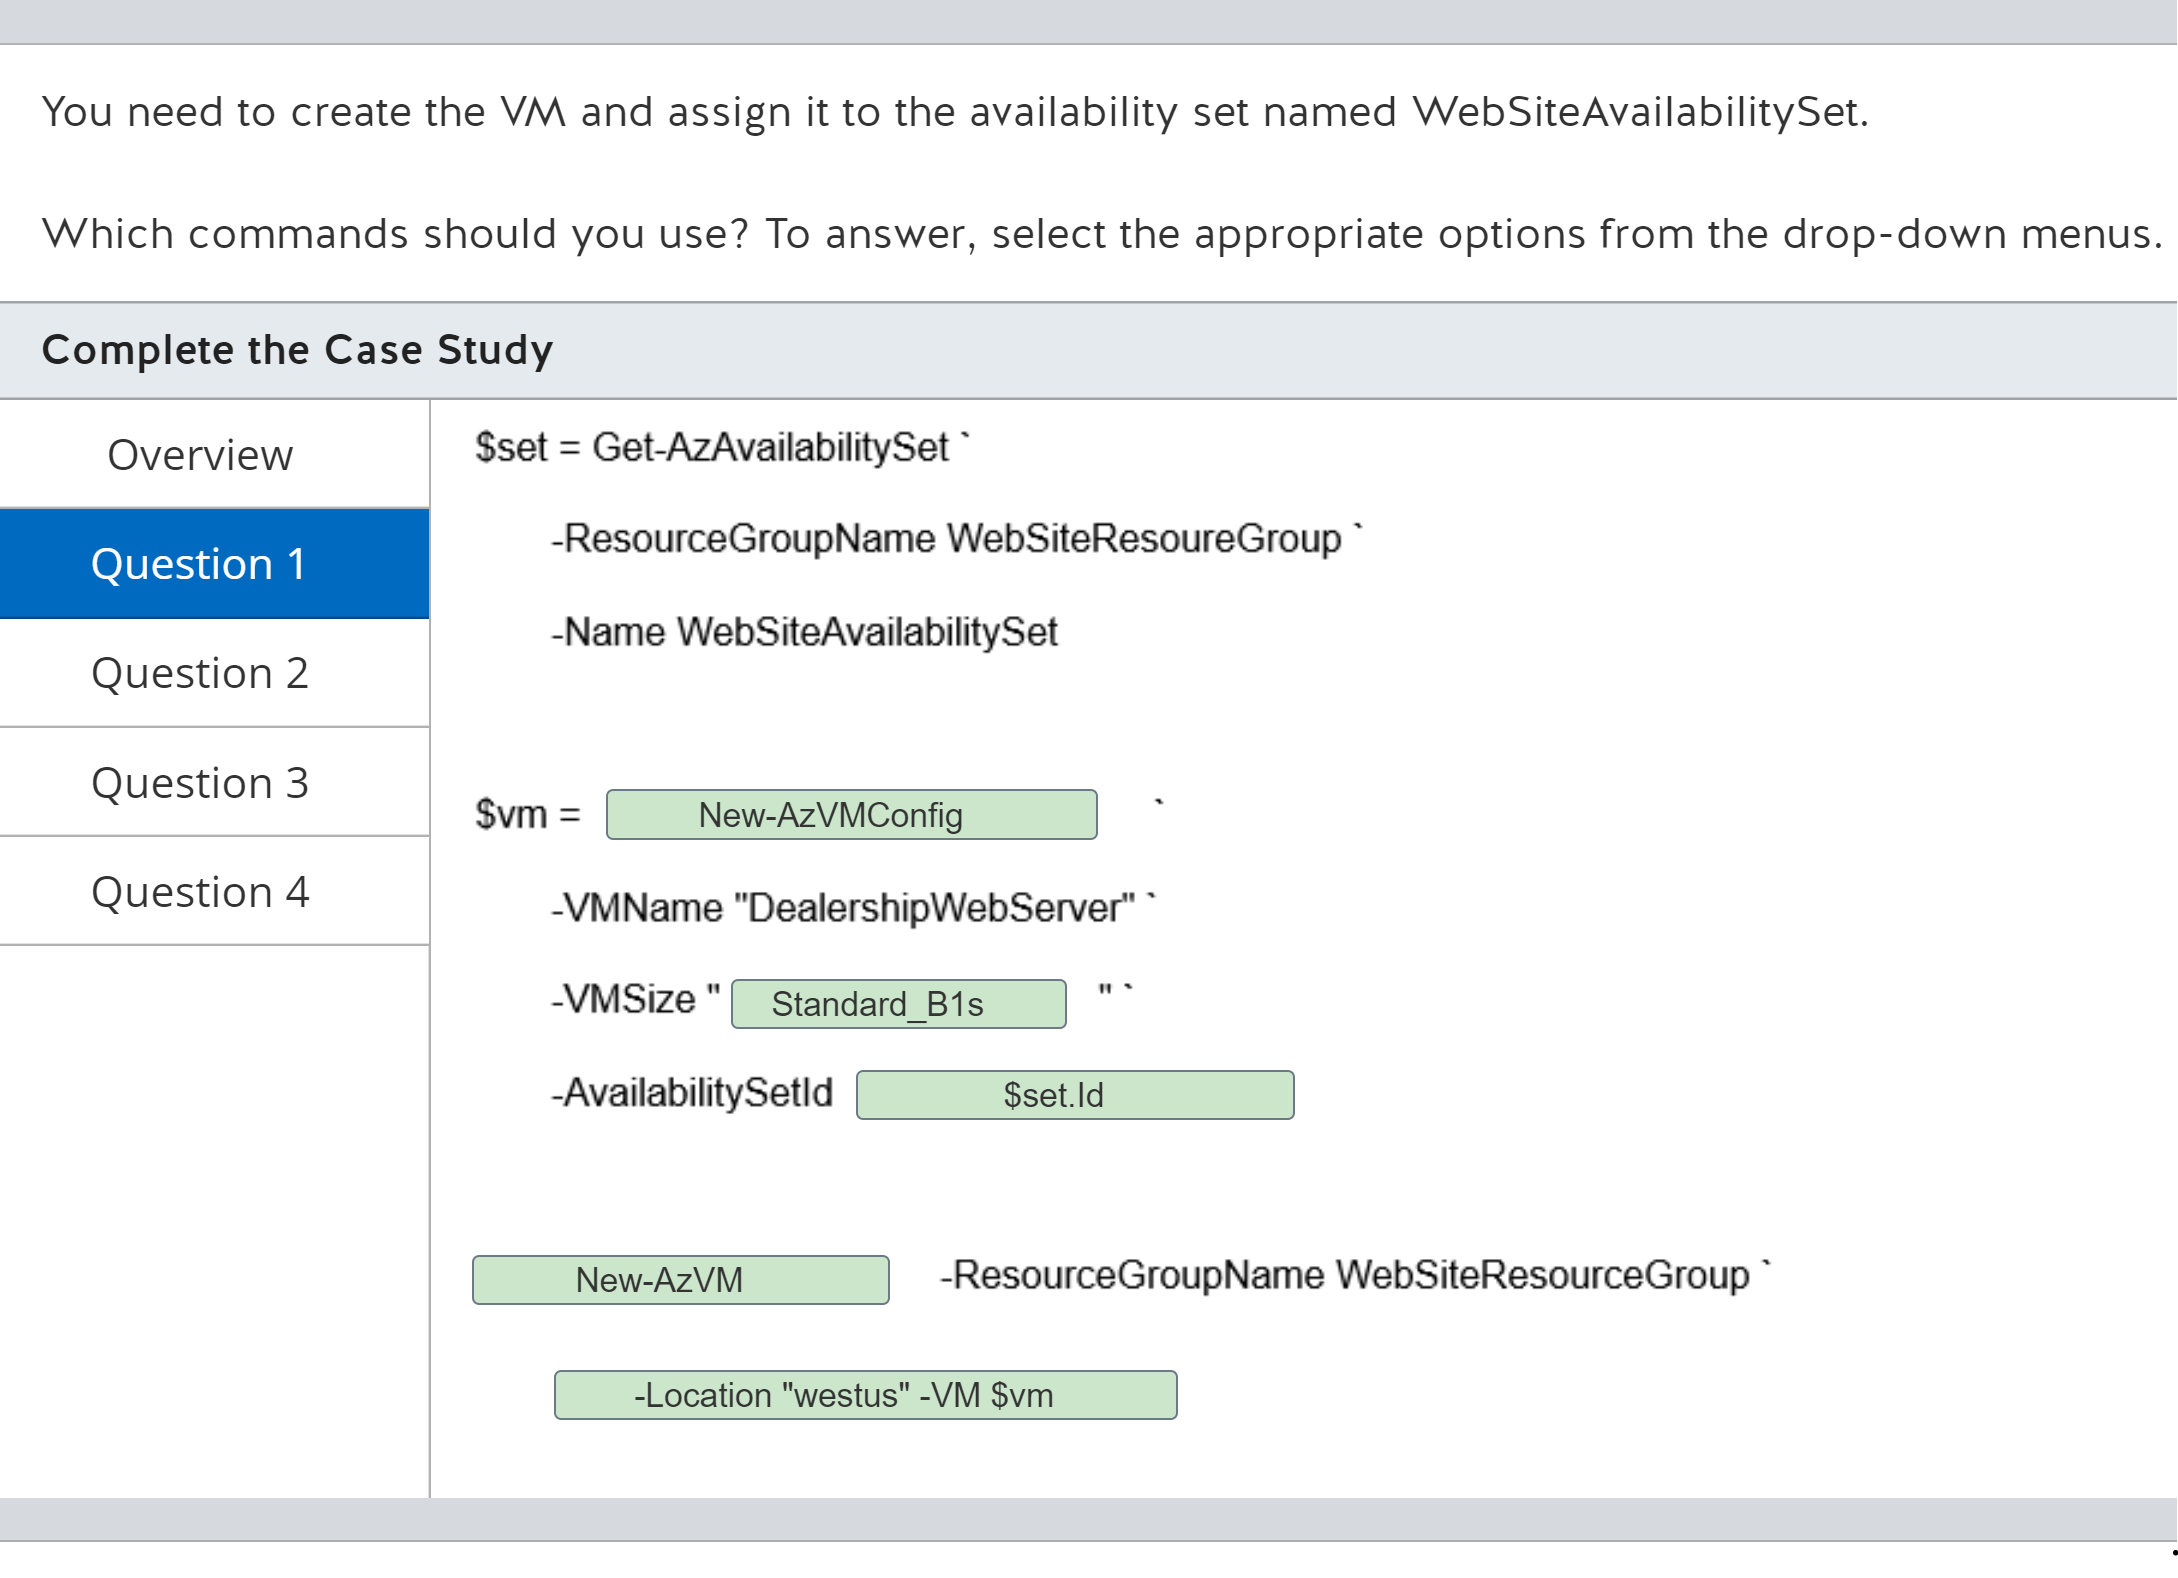 You need to create the VM and assign it to the availability set named WebSiteAvailabilitySet.
Which commands should you use? To answer, select the appropriate options from the drop-down menus.
Complete the Case Study
Overview
Question 1
Question 2
Question 3
Question 4
$set = Get-AzAvailabilitySet `
-ResourceGroupName WebSiteResoureGroup `
-Name WebSiteAvailabilitySet
$vm = New-AzVMConfig `
-VMName "DealershipWebServer" `
-VMSize " Standard_B1s " `
-AvailabilitySetId $set.Id
New-AzVM -ResourceGroupName WebSiteResourceGroup `
-Location "westus" -VM $vm